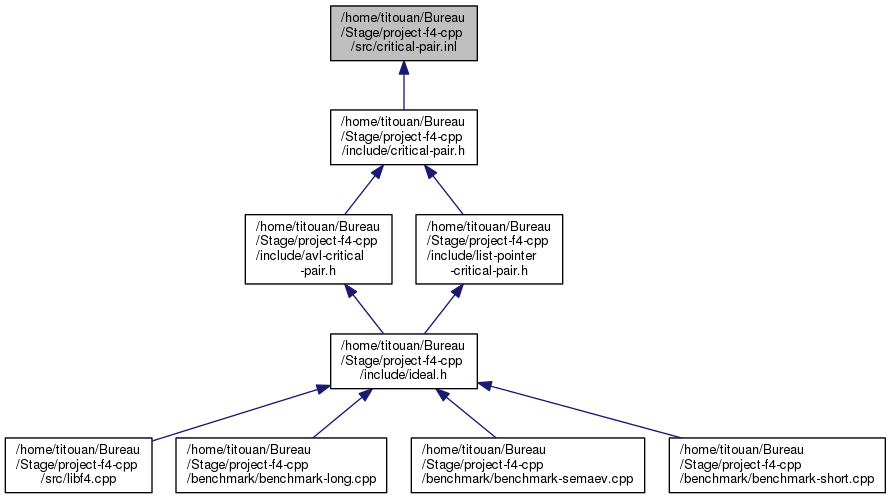 /home/titouan/Bureau
/Stage/project-f4-cpp
/src/critical-pair.inl
/home/titouan/Bureau
/Stage/project-f4-cpp
/include/critical-pair.h
/home/titouan/Bureau
/Stage/project-f4-cpp
/include/avl-critical
-pair.h
/home/titouan/Bureau
/Stage/project-f4-cpp
/include/list-pointer
-critical-pair.h
/home/titouan/Bureau
/Stage/project-f4-cpp
/include/ideal.h
/home/titouan/Bureau
/Stage/project-f4-cpp
/src/libf4.cpp
/home/titouan/Bureau
/Stage/project-f4-cpp
/benchmark/benchmark-long.cpp
/home/titouan/Bureau
/Stage/project-f4-cpp
/benchmark/benchmark-semaev.cpp
/home/titouan/Bureau
/Stage/project-f4-cpp
/benchmark/benchmark-short.cpp